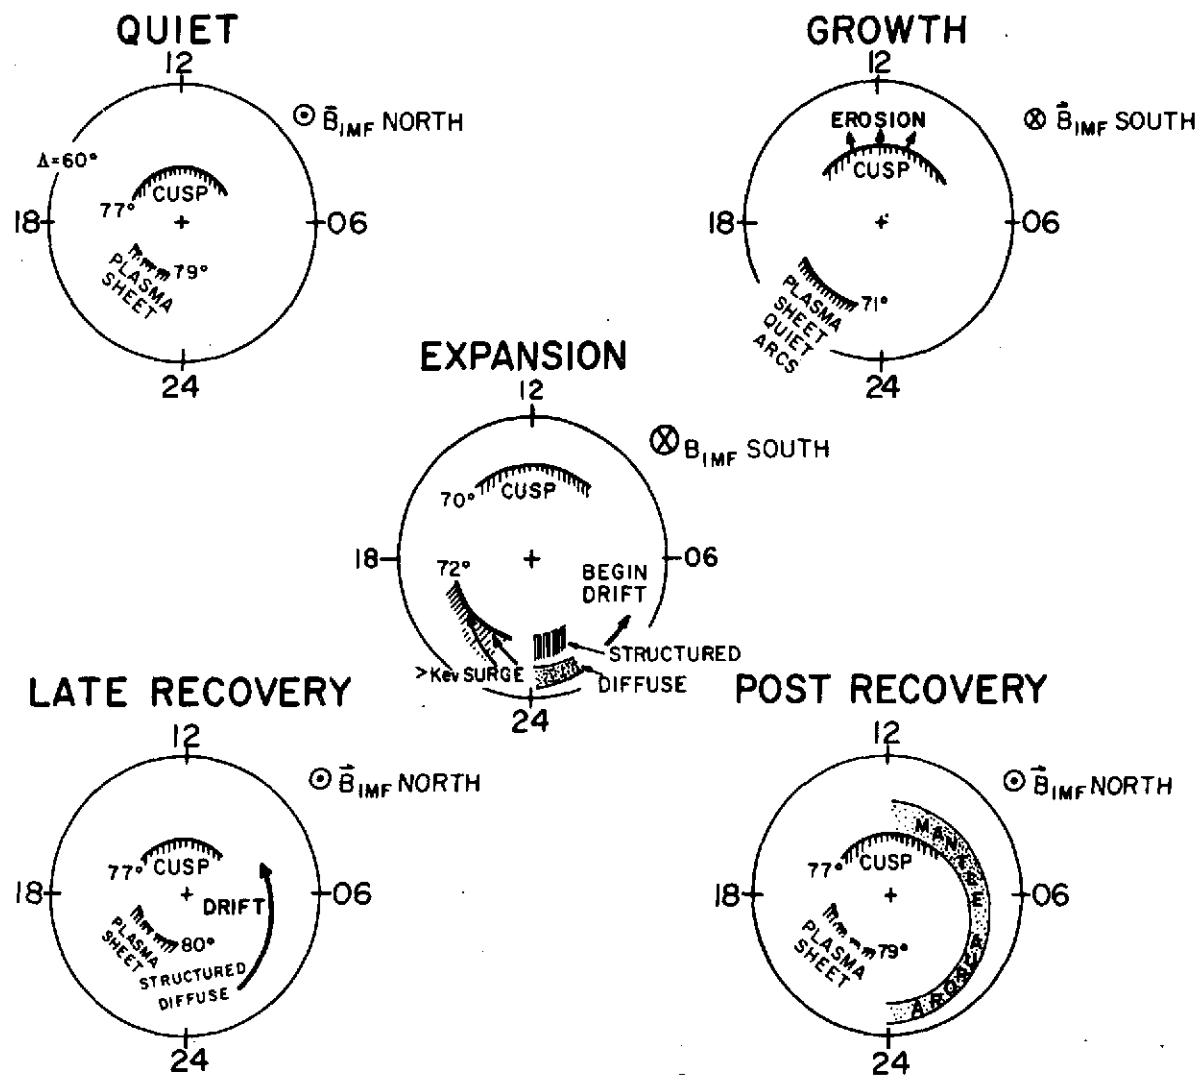 QUIET
12
⊙ B⃗IMF NORTH
Λ=60°
CUSP
77°
18
+
06
79°
PLASMA
SHEET
24
GROWTH
12
EROSION
⊗ B⃗IMF SOUTH
CUSP
18
+
06
71°
PLASMA
SHEET
QUIET
ARCS
24
EXPANSION
12
⊗ BIMF SOUTH
70°
CUSP
18
+
06
72°
BEGIN
DRIFT
STRUCTURED
>Kev SURGE
DIFFUSE
24
LATE RECOVERY
12
⊙ B⃗IMF NORTH
77°
CUSP
18
+
06
DRIFT
80°
PLASMA
SHEET
STRUCTURED
DIFFUSE
24
POST RECOVERY
12
⊙ B⃗IMF NORTH
MANTLE AURORA
77°
CUSP
18
+
06
79°
PLASMA
SHEET
24